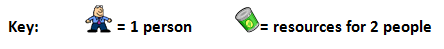 Key: = 1 person = resources for 2 people